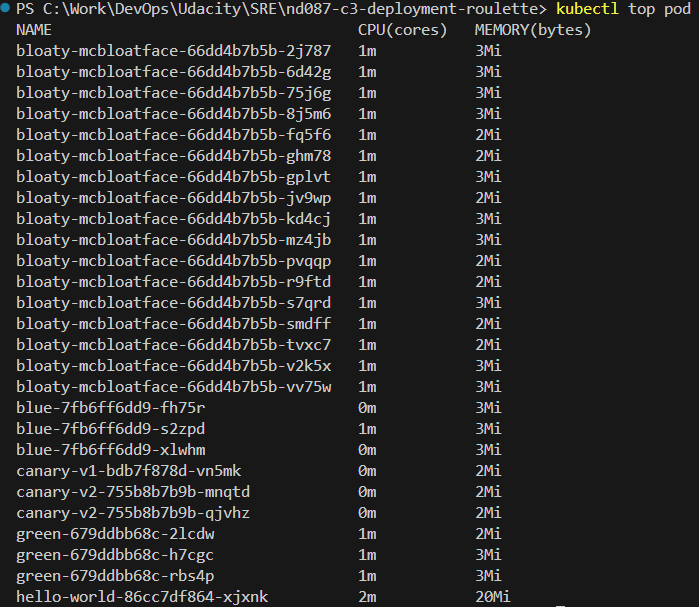 PS C:\Work\DevOps\Udacity\SRE\nd087-c3-deployment-roulette> kubectl top pod
NAME CPU(cores) MEMORY(bytes)
bloaty-mcbloatface-66dd4b7b5b-2j787 1m 3Mi
bloaty-mcbloatface-66dd4b7b5b-6d42g 1m 3Mi
bloaty-mcbloatface-66dd4b7b5b-75j6g 1m 3Mi
bloaty-mcbloatface-66dd4b7b5b-8j5m6 1m 3Mi
bloaty-mcbloatface-66dd4b7b5b-fq5f6 1m 2Mi
bloaty-mcbloatface-66dd4b7b5b-ghm78 1m 2Mi
bloaty-mcbloatface-66dd4b7b5b-gplvt 1m 3Mi
bloaty-mcbloatface-66dd4b7b5b-jv9wp 1m 2Mi
bloaty-mcbloatface-66dd4b7b5b-kd4cj 1m 3Mi
bloaty-mcbloatface-66dd4b7b5b-mz4jb 1m 3Mi
bloaty-mcbloatface-66dd4b7b5b-pvqqp 1m 2Mi
bloaty-mcbloatface-66dd4b7b5b-r9ftd 1m 2Mi
bloaty-mcbloatface-66dd4b7b5b-s7qrd 1m 3Mi
bloaty-mcbloatface-66dd4b7b5b-smdff 1m 2Mi
bloaty-mcbloatface-66dd4b7b5b-tvxc7 1m 2Mi
bloaty-mcbloatface-66dd4b7b5b-v2k5x 1m 3Mi
bloaty-mcbloatface-66dd4b7b5b-vv75w 1m 3Mi
blue-7fb6ff6dd9-fh75r 0m 3Mi
blue-7fb6ff6dd9-s2zpd 1m 3Mi
blue-7fb6ff6dd9-xlwhm 0m 3Mi
canary-v1-bdb7f878d-vn5mk 0m 2Mi
canary-v2-755b8b7b9b-mnqtd 0m 2Mi
canary-v2-755b8b7b9b-qjvhz 0m 2Mi
green-679ddbb68c-2lcdw 1m 2Mi
green-679ddbb68c-h7cgc 1m 3Mi
green-679ddbb68c-rbs4p 1m 3Mi
hello-world-86cc7df864-xjxnk 2m 20Mi